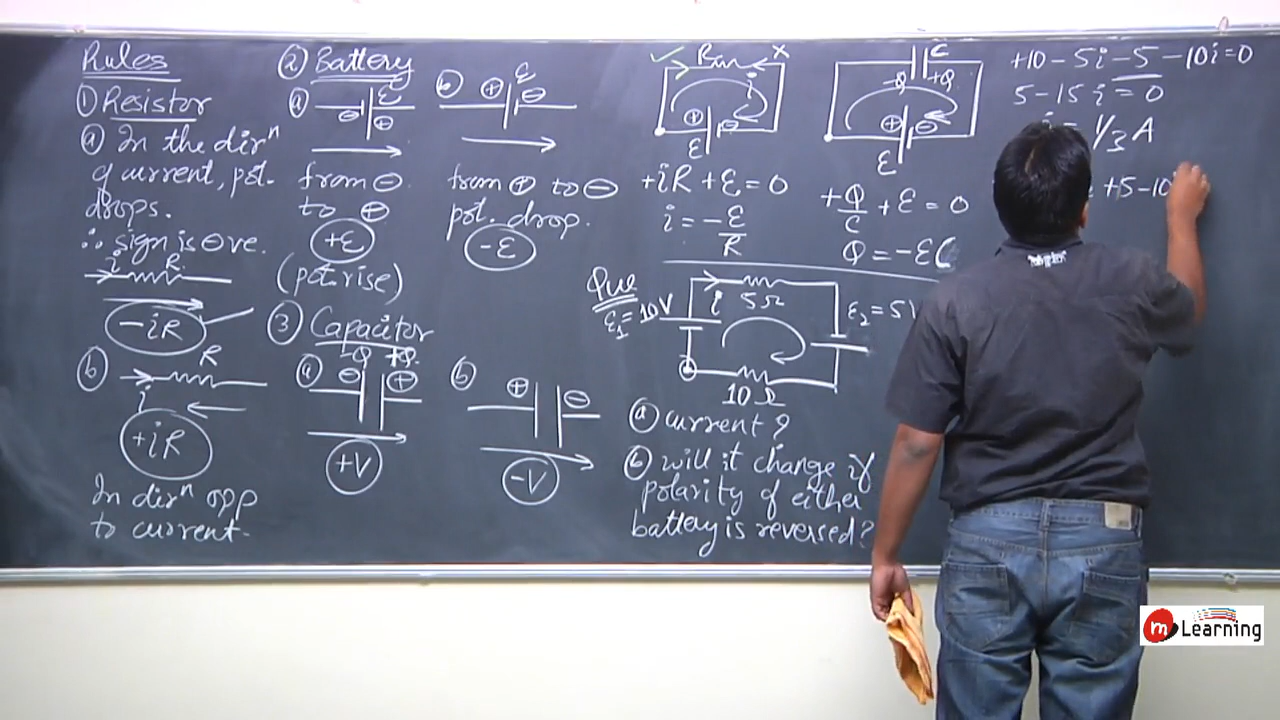 Rules
① Resistor
ⓐ In the dirⁿ
of current, pot.
drops.
∴ sign is ⊖ve.
i R
-iR
ⓑ R
i
+iR
In dirⁿ opp
to current.
② Battery
ⓐ ε
⊖ ⊕
from ⊖
to ⊕
+ε
(pot. rise)
ⓑ ⊕ ε ⊖
from ⊕ to ⊖
pot. drop.
-ε
③ Capacitor
-Q +Q
ⓐ ⊖ ⊕
+V
ⓑ ⊕ ⊖
-V
✓ R x
i
⊕ ⊖
ε
+iR + ε = 0
i = -ε/R
C
-Q +Q
⊕ ⊖
ε
+Q/C + ε = 0
Q = -εC
Que
ε₁ = 10V
i 5Ω
ε₂ = 5V
10Ω
ⓐ current?
ⓑ will it change if
polarity of either
battery is reversed?
+10 - 5i - 5 - 10i = 0
5 - 15i = 0
i = 1/3 A
+5 - 10
m Learning